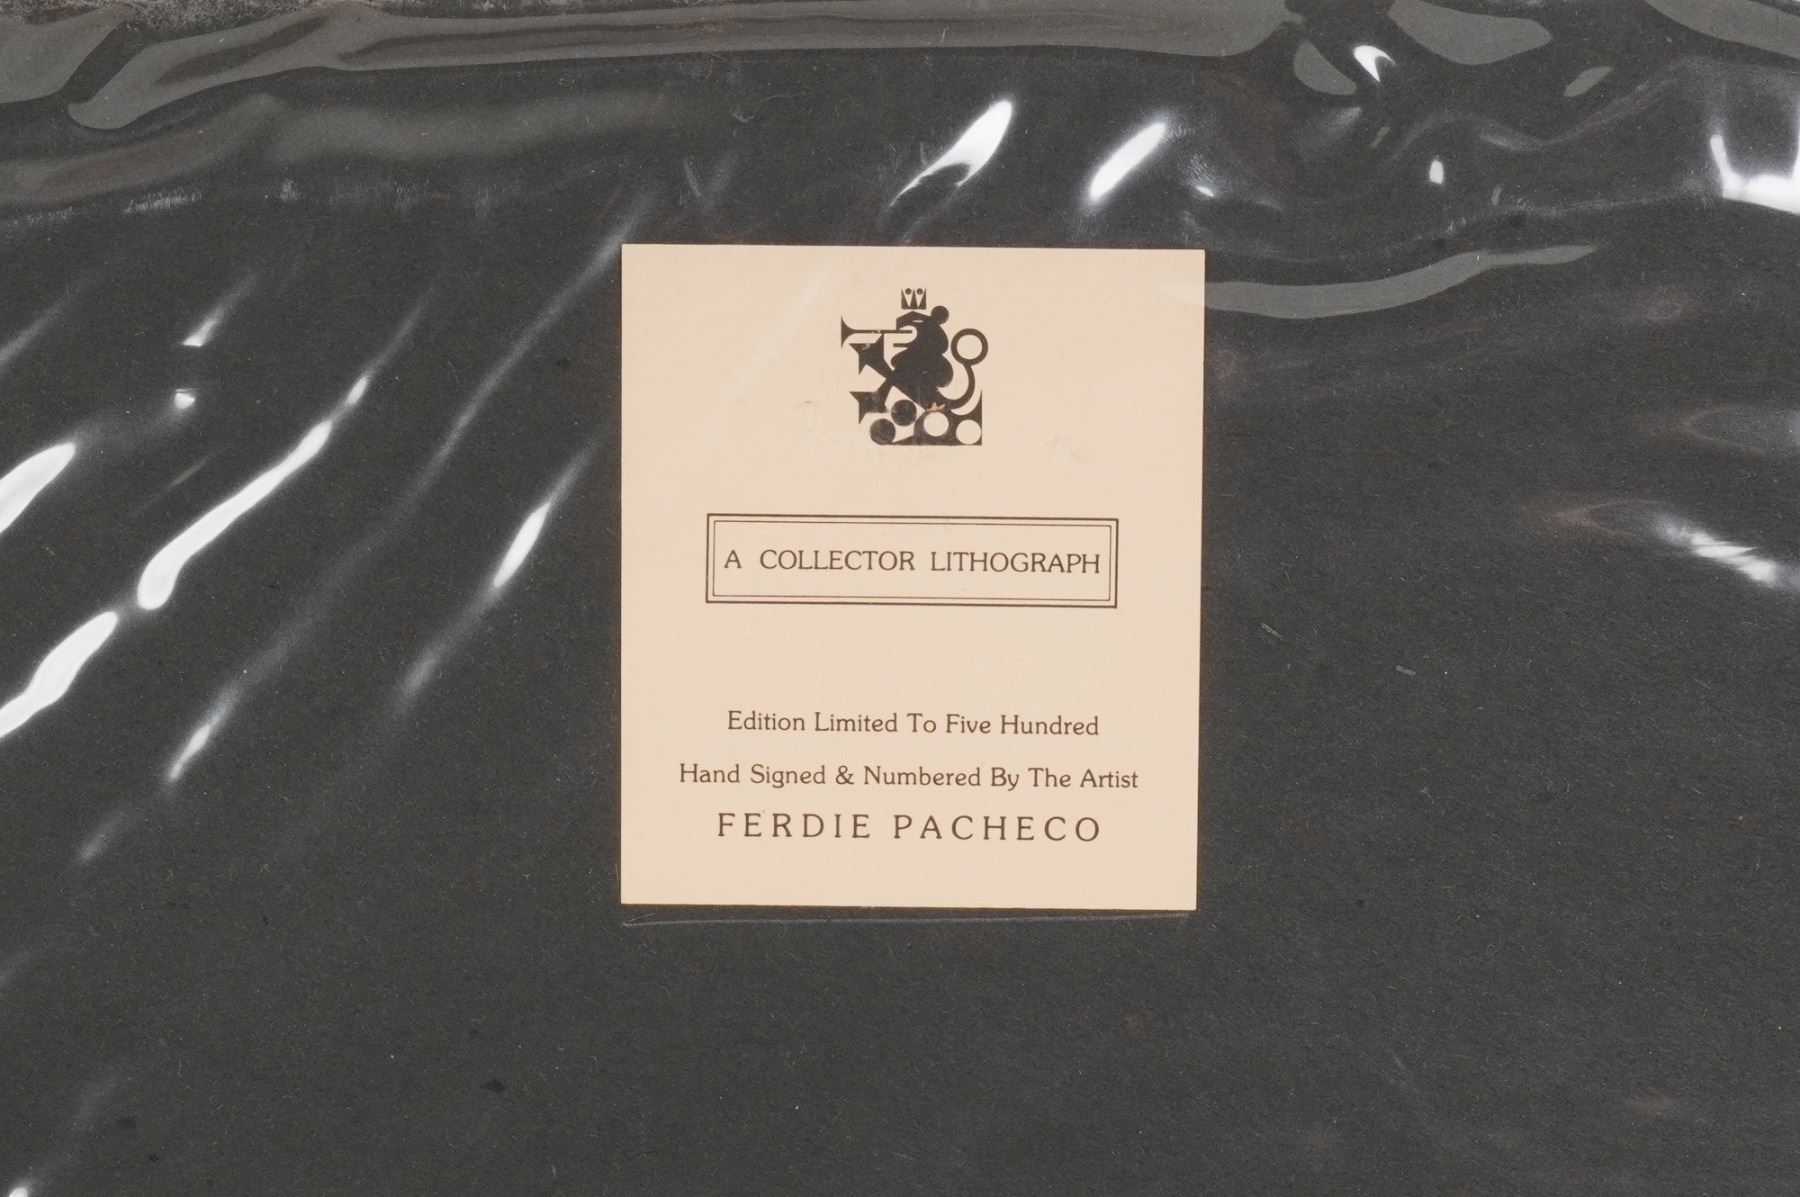 A COLLECTOR LITHOGRAPH
Edition Limited To Five Hundred
Hand Signed & Numbered By The Artist
FERDIE PACHECO